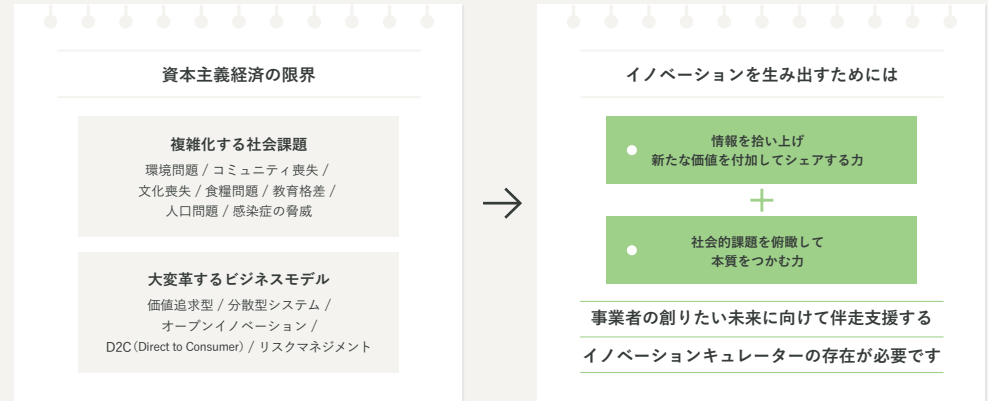 資本主義経済の限界
複雑化する社会課題
環境問題 / コミュニティ喪失 /
文化喪失 / 食糧問題 / 教育格差 /
人口問題 / 感染症の脅威
大変革するビジネスモデル
価値追求型 / 分散型システム /
オープンイノベーション /
D2C（Direct to Consumer）/ リスクマネジメント
→
イノベーションを生み出すためには
情報を拾い上げ
新たな価値を付加してシェアする力
+
社会的課題を俯瞰して
本質をつかむ力
事業者の創りたい未来に向けて伴走支援する
イノベーションキュレーターの存在が必要です